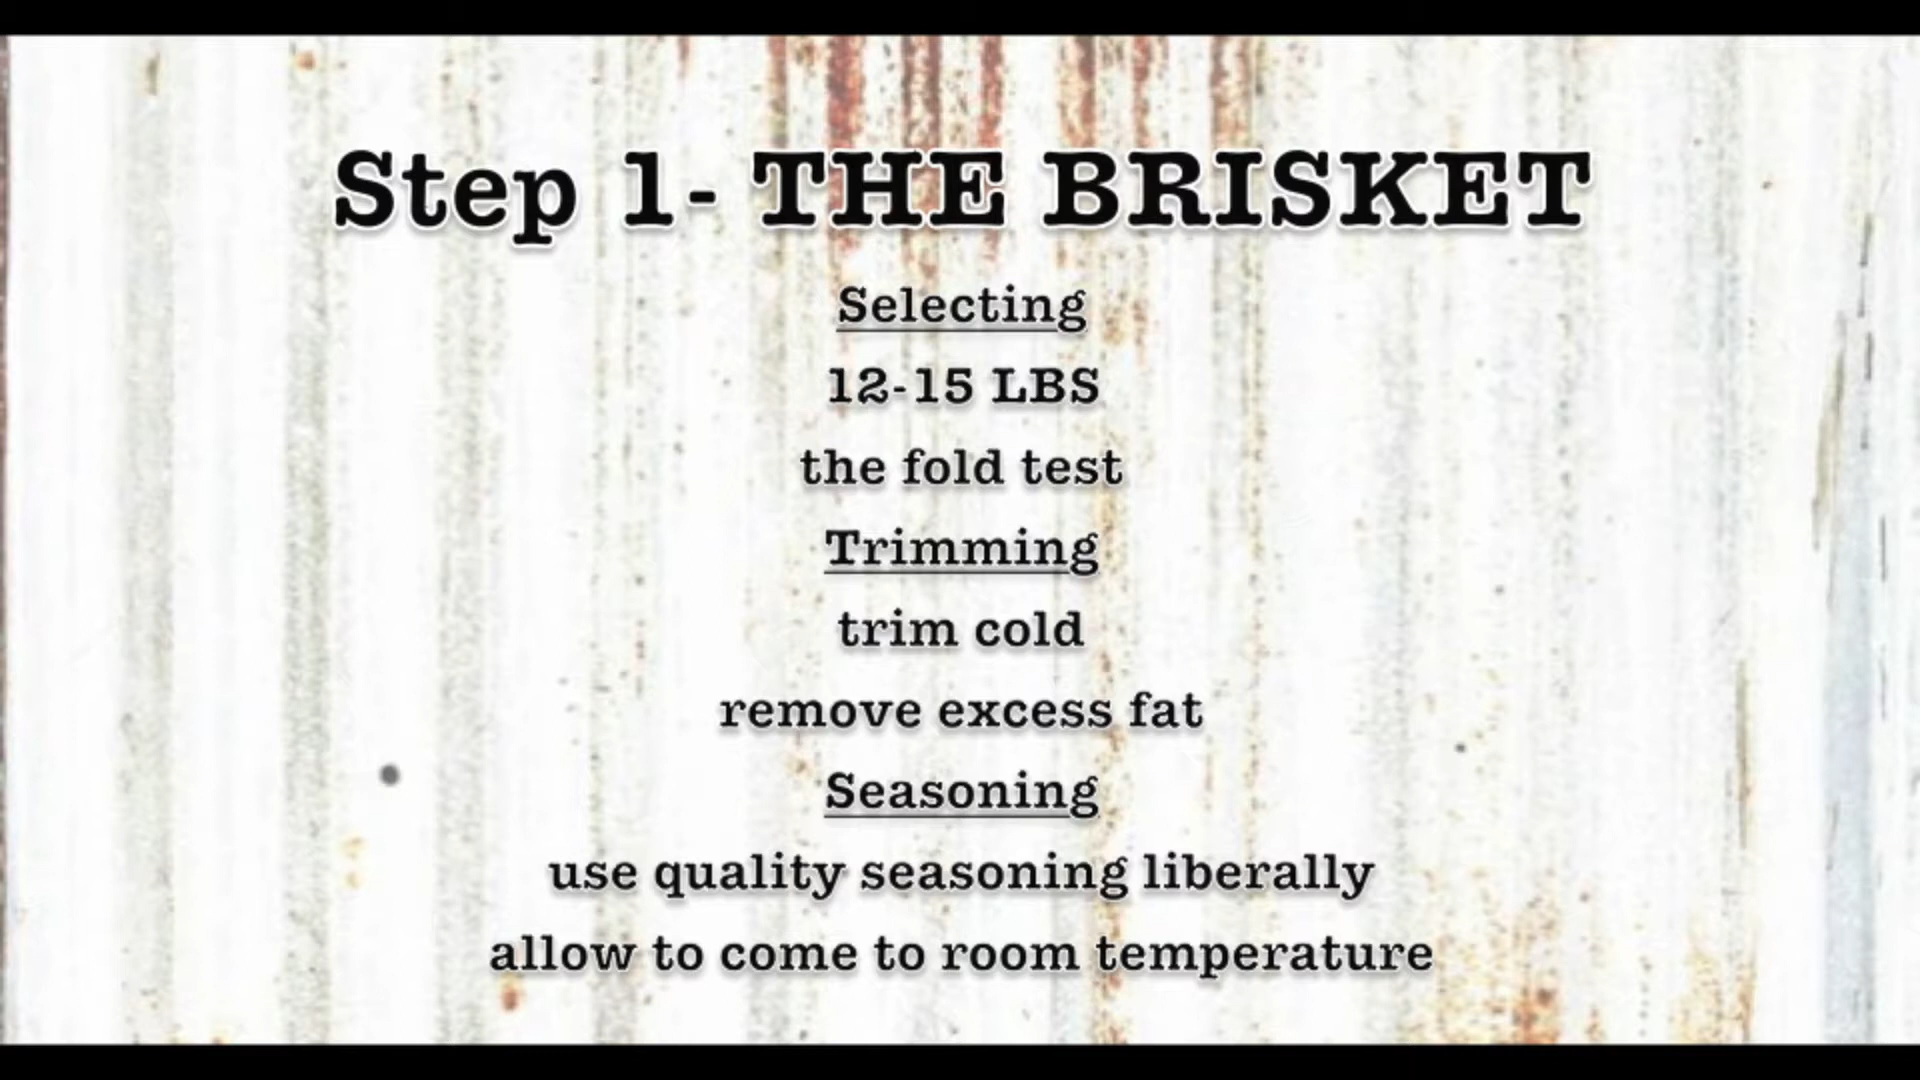 Step 1- THE BRISKET
Selecting
12-15 LBS
the fold test
Trimming
trim cold
remove excess fat
Seasoning
use quality seasoning liberally
allow to come to room temperature